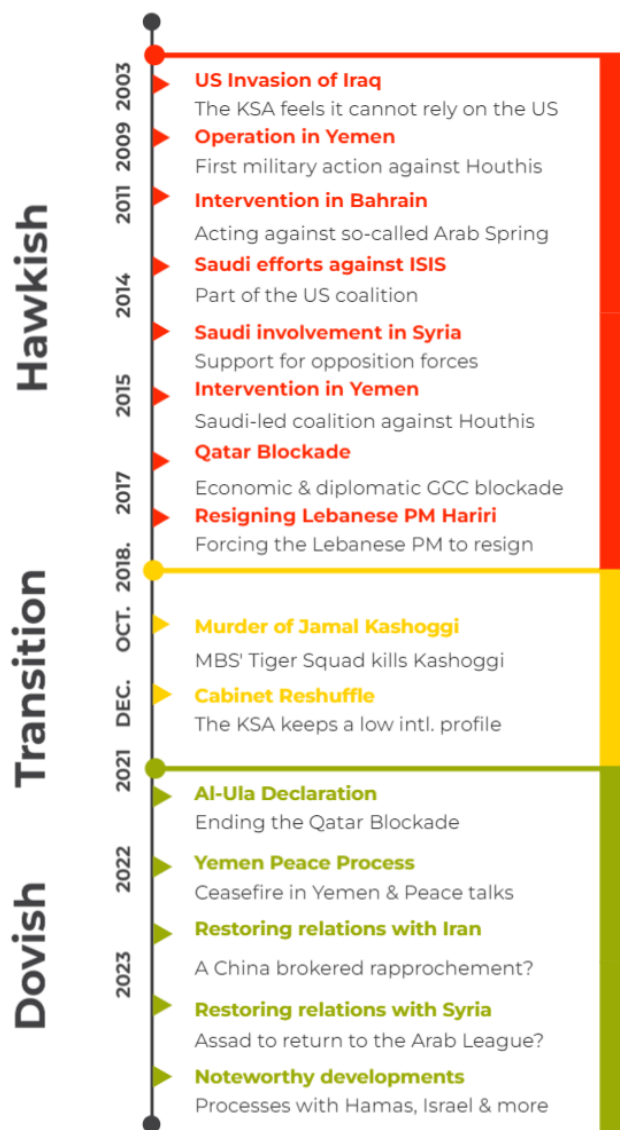 Hawkish
2003
US Invasion of Iraq
The KSA feels it cannot rely on the US
2009
Operation in Yemen
First military action against Houthis
2011
Intervention in Bahrain
Acting against so-called Arab Spring
2014
Saudi efforts against ISIS
Part of the US coalition
Saudi involvement in Syria
Support for opposition forces
2015
Intervention in Yemen
Saudi-led coalition against Houthis
Qatar Blockade
2017
Economic & diplomatic GCC blockade
Resigning Lebanese PM Hariri
Forcing the Lebanese PM to resign
Transition
2018.
OCT.
Murder of Jamal Kashoggi
MBS' Tiger Squad kills Kashoggi
DEC.
Cabinet Reshuffle
The KSA keeps a low intl. profile
Dovish
2021
Al-Ula Declaration
Ending the Qatar Blockade
2022
Yemen Peace Process
Ceasefire in Yemen & Peace talks
2023
Restoring relations with Iran
A China brokered rapprochement?
Restoring relations with Syria
Assad to return to the Arab League?
Noteworthy developments
Processes with Hamas, Israel & more